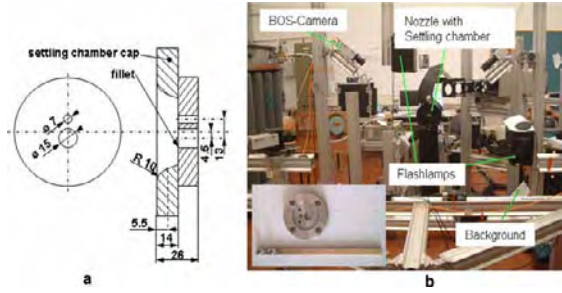 settling chamber cap
fillet
ø 7
ø 15
R 10
4.5
13
5.5
14
26
a
BOS-Camera
Nozzle with
Settling chamber
Flashlamps
Background
b